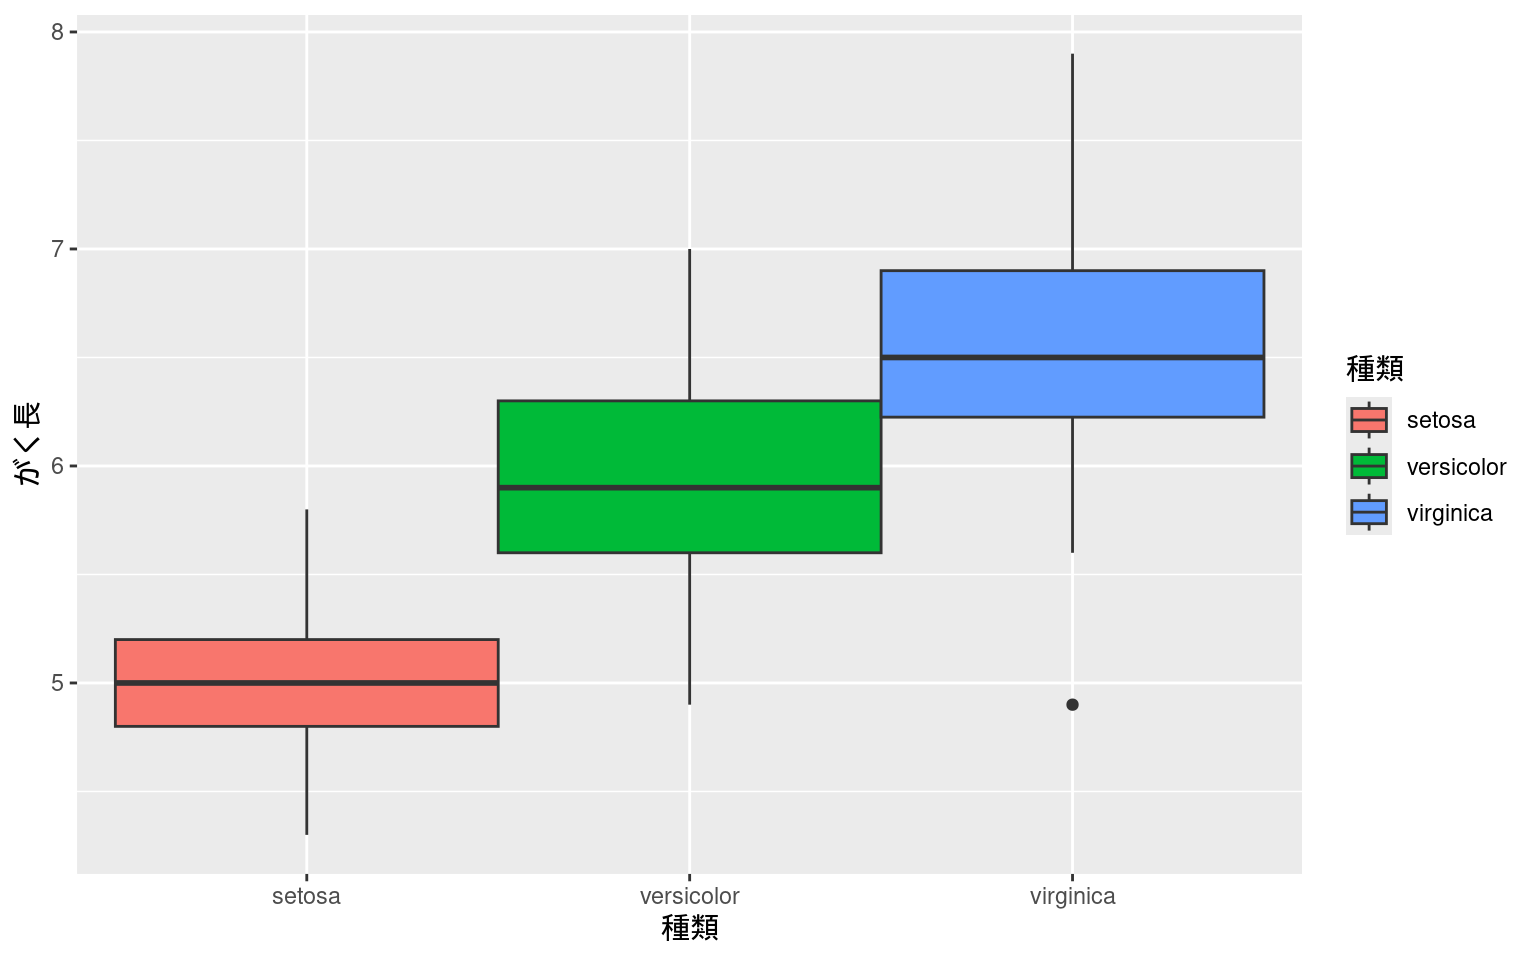 がく長
8
7
6
5
setosa
versicolor
virginica
種類
種類
setosa
versicolor
virginica